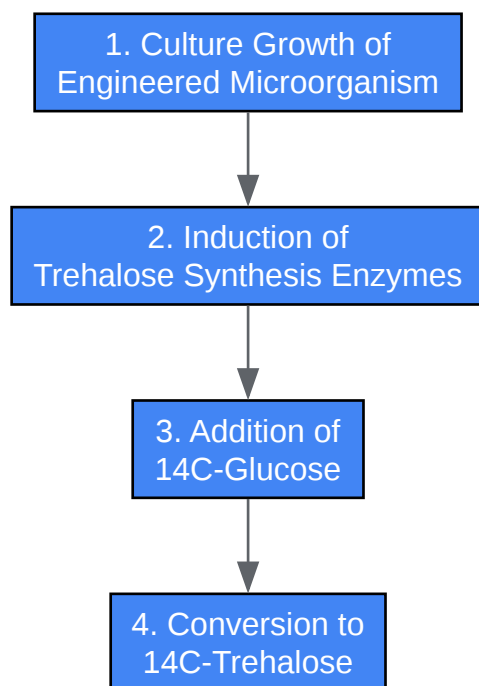 1. Culture Growth of
Engineered Microorganism
2. Induction of
Trehalose Synthesis Enzymes
3. Addition of
14C-Glucose
4. Conversion to
14C-Trehalose